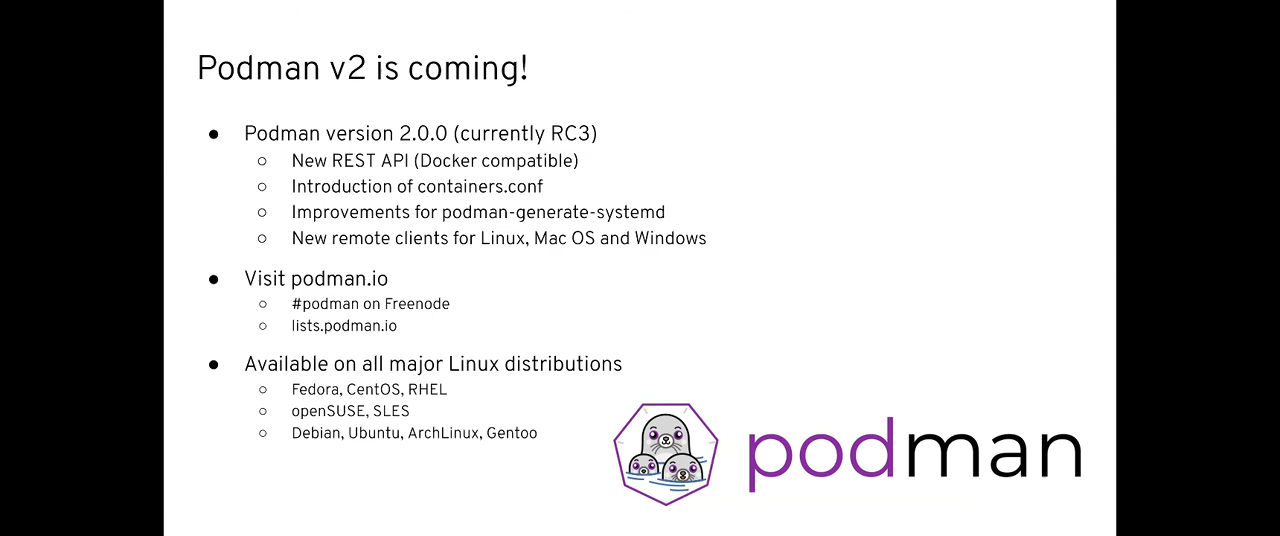 Podman v2 is coming!
● Podman version 2.0.0 (currently RC3)
○ New REST API (Docker compatible)
○ Introduction of containers.conf
○ Improvements for podman-generate-systemd
○ New remote clients for Linux, Mac OS and Windows
● Visit podman.io
○ #podman on Freenode
○ lists.podman.io
● Available on all major Linux distributions
○ Fedora, CentOS, RHEL
○ openSUSE, SLES
○ Debian, Ubuntu, ArchLinux, Gentoo
podman